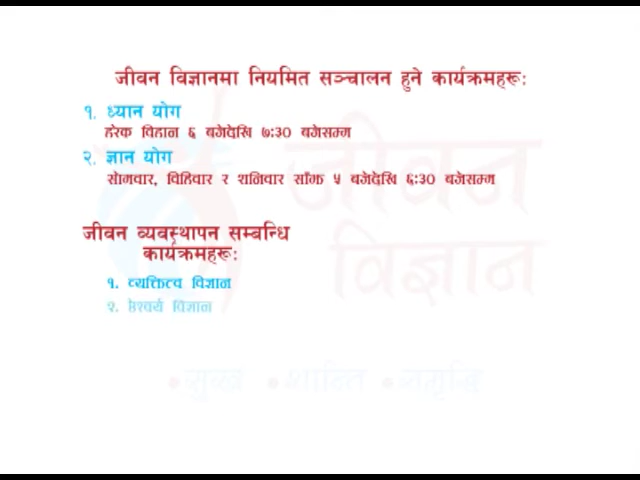 जीवन विज्ञानमा नियमित सञ्चालन हुने कार्यक्रमहरू:
१. ध्यान योग
हरेक विहान ६ बजेदेखि ७:३० बजेसम्म
२. ज्ञान योग
सोमवार, विहिवार र शनिवार साँझ ५ बजेदेखि ६:३० बजेसम्म
जीवन व्यवस्थापन सम्बन्धि
कार्यक्रमहरू:
१. व्यक्तित्व विज्ञान
२. ऐश्वर्य विज्ञान
जीवन
विज्ञान
• सुख • शान्ति • समृद्धि